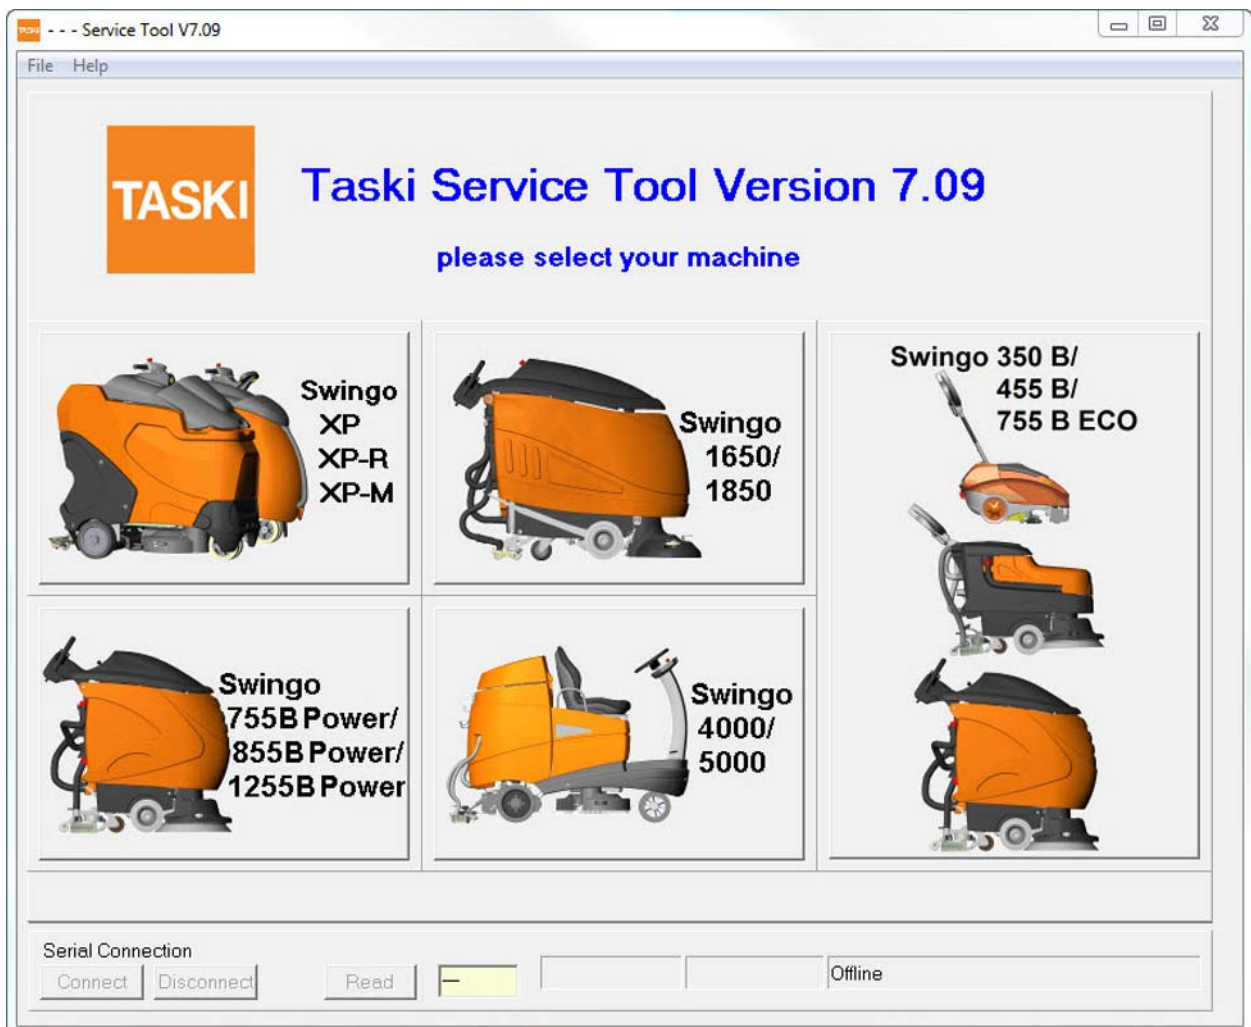 - - - Service Tool V7.09
File Help
TASKI
Taski Service Tool Version 7.09
please select your machine
Swingo
XP
XP-R
XP-M
Swingo
1650/
1850
Swingo 350 B/
455 B/
755 B ECO
Swingo
755B Power/
855B Power/
1255B Power
Swingo
4000/
5000
Serial Connection
Connect Disconnect Read — Offline